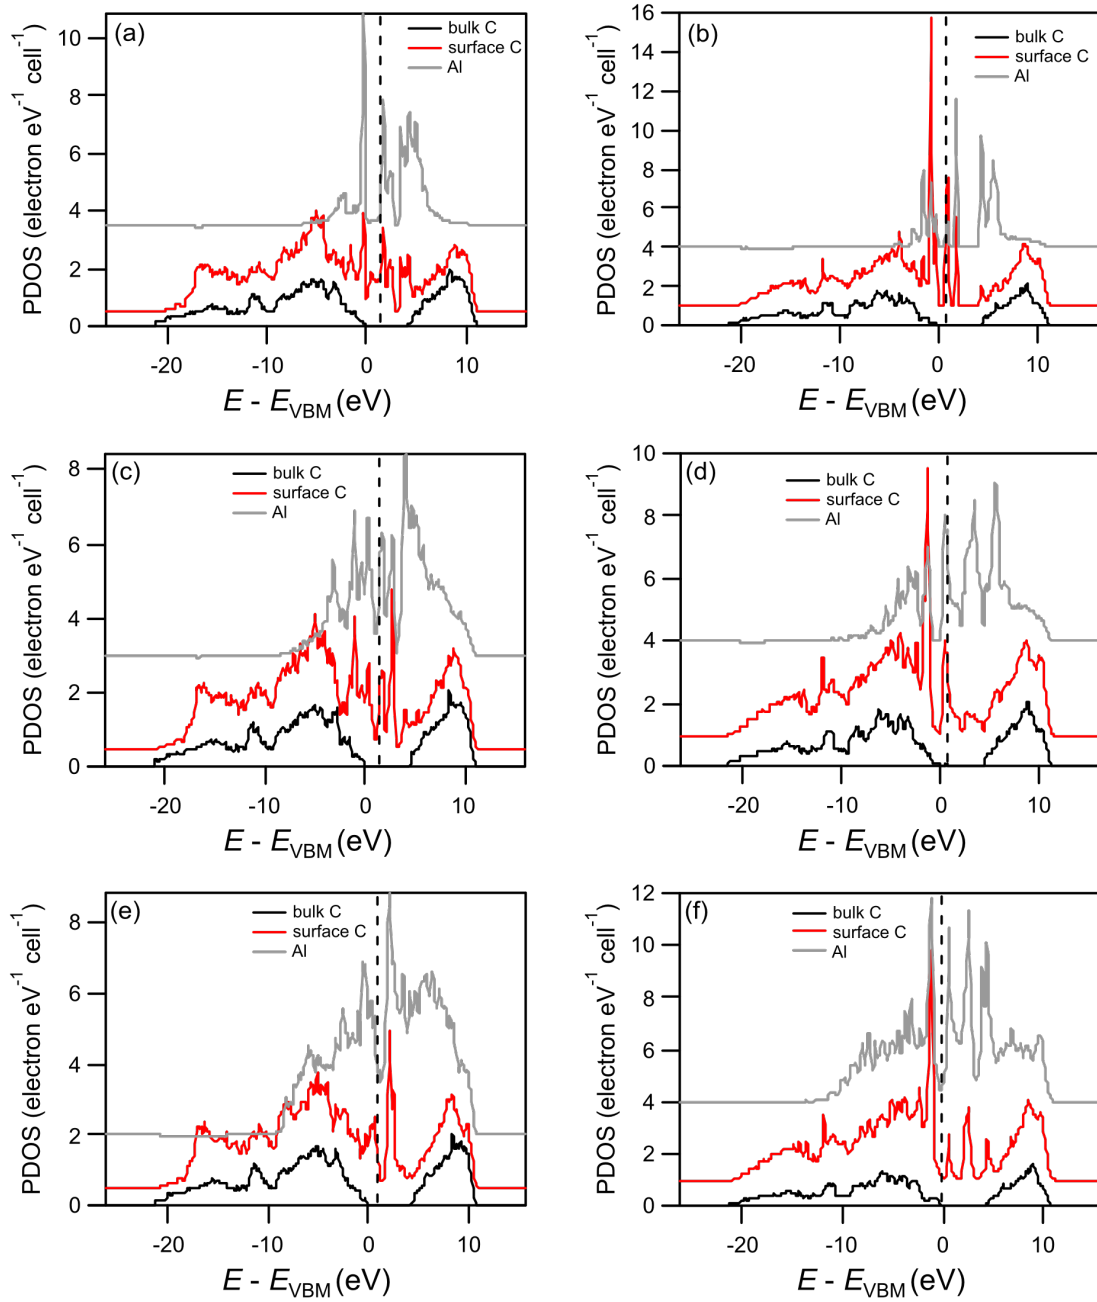 (a)
bulk C
surface C
Al
10
8
6
4
2
0
-20
-10
0
10
PDOS (electron eV⁻¹ cell⁻¹)
E - E_VBM (eV)
(b)
bulk C
surface C
Al
16
14
12
10
8
6
4
2
0
-20
-10
0
10
PDOS (electron eV⁻¹ cell⁻¹)
E - E_VBM (eV)
(c)
bulk C
surface C
Al
8
6
4
2
0
-20
-10
0
10
PDOS (electron eV⁻¹ cell⁻¹)
E - E_VBM (eV)
(d)
bulk C
surface C
Al
10
8
6
4
2
0
-20
-10
0
10
PDOS (electron eV⁻¹ cell⁻¹)
E - E_VBM (eV)
(e)
bulk C
surface C
Al
8
6
4
2
0
-20
-10
0
10
PDOS (electron eV⁻¹ cell⁻¹)
E - E_VBM (eV)
(f)
bulk C
surface C
Al
12
10
8
6
4
2
0
-20
-10
0
10
PDOS (electron eV⁻¹ cell⁻¹)
E - E_VBM (eV)